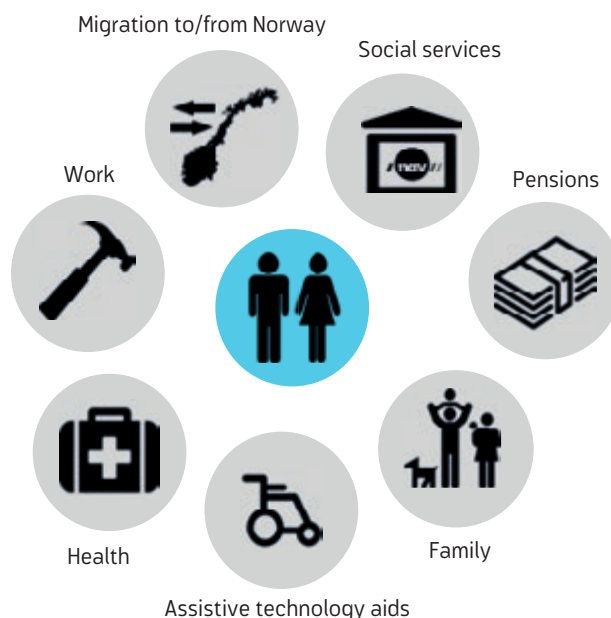 Migration to/from Norway
Social services
Work
Pensions
nav
Health
Family
Assistive technology aids